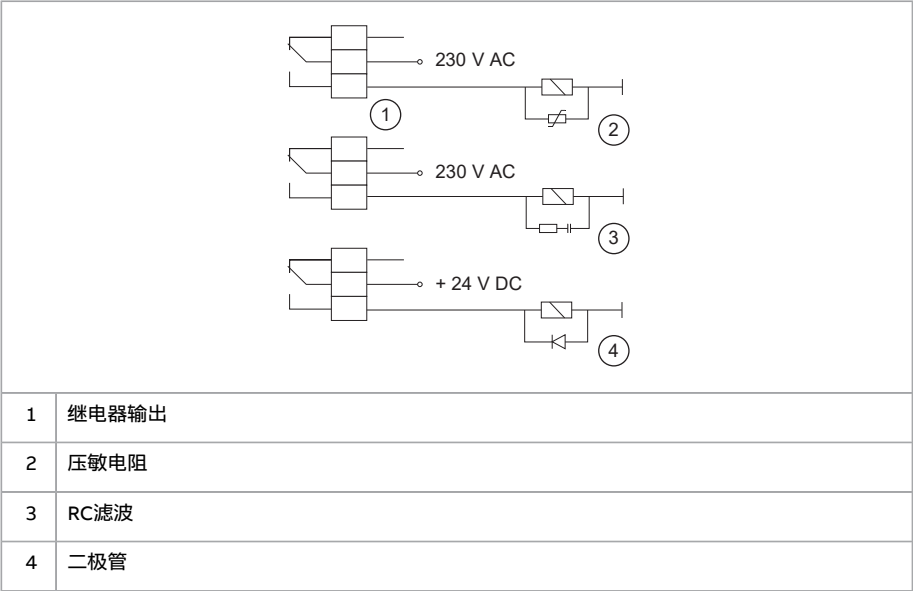 230 V AC
1
2
230 V AC
3
+ 24 V DC
4
1 继电器输出
2 压敏电阻
3 RC滤波
4 二极管